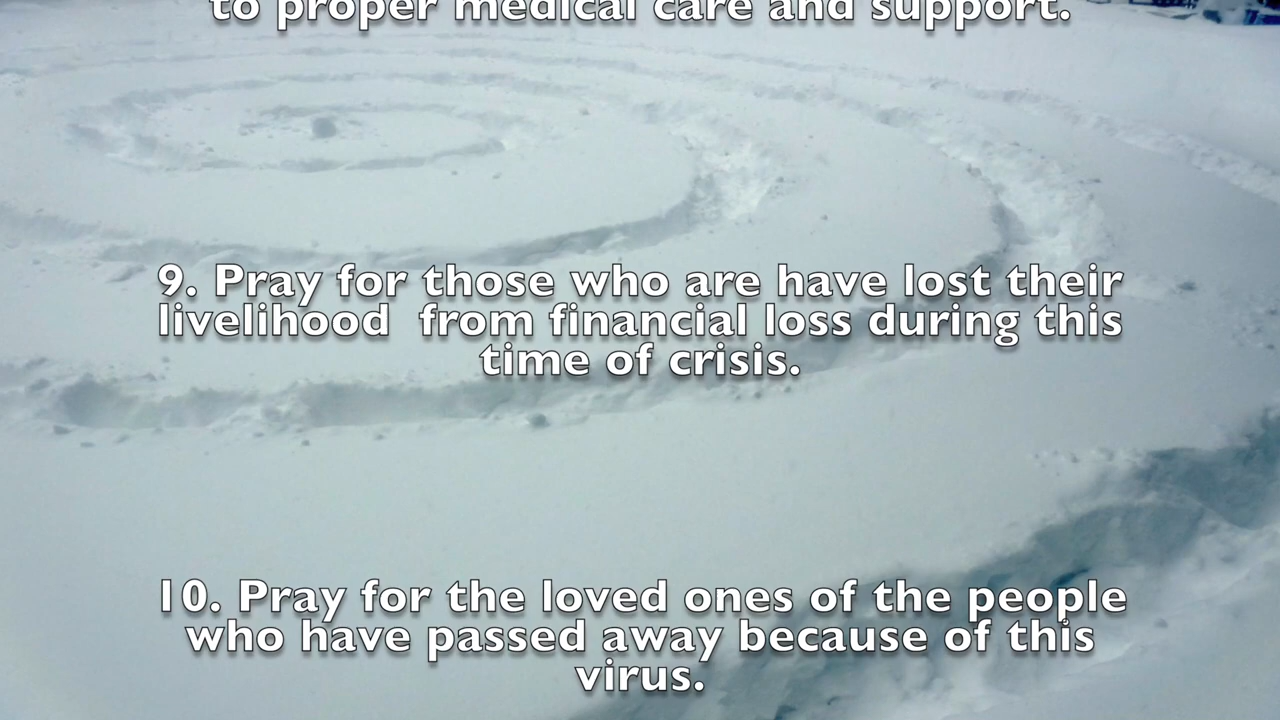 to proper medical care and support.
9. Pray for those who are have lost their
livelihood  from financial loss during this
time of crisis.
10. Pray for the loved ones of the people
who have passed away because of this
virus.